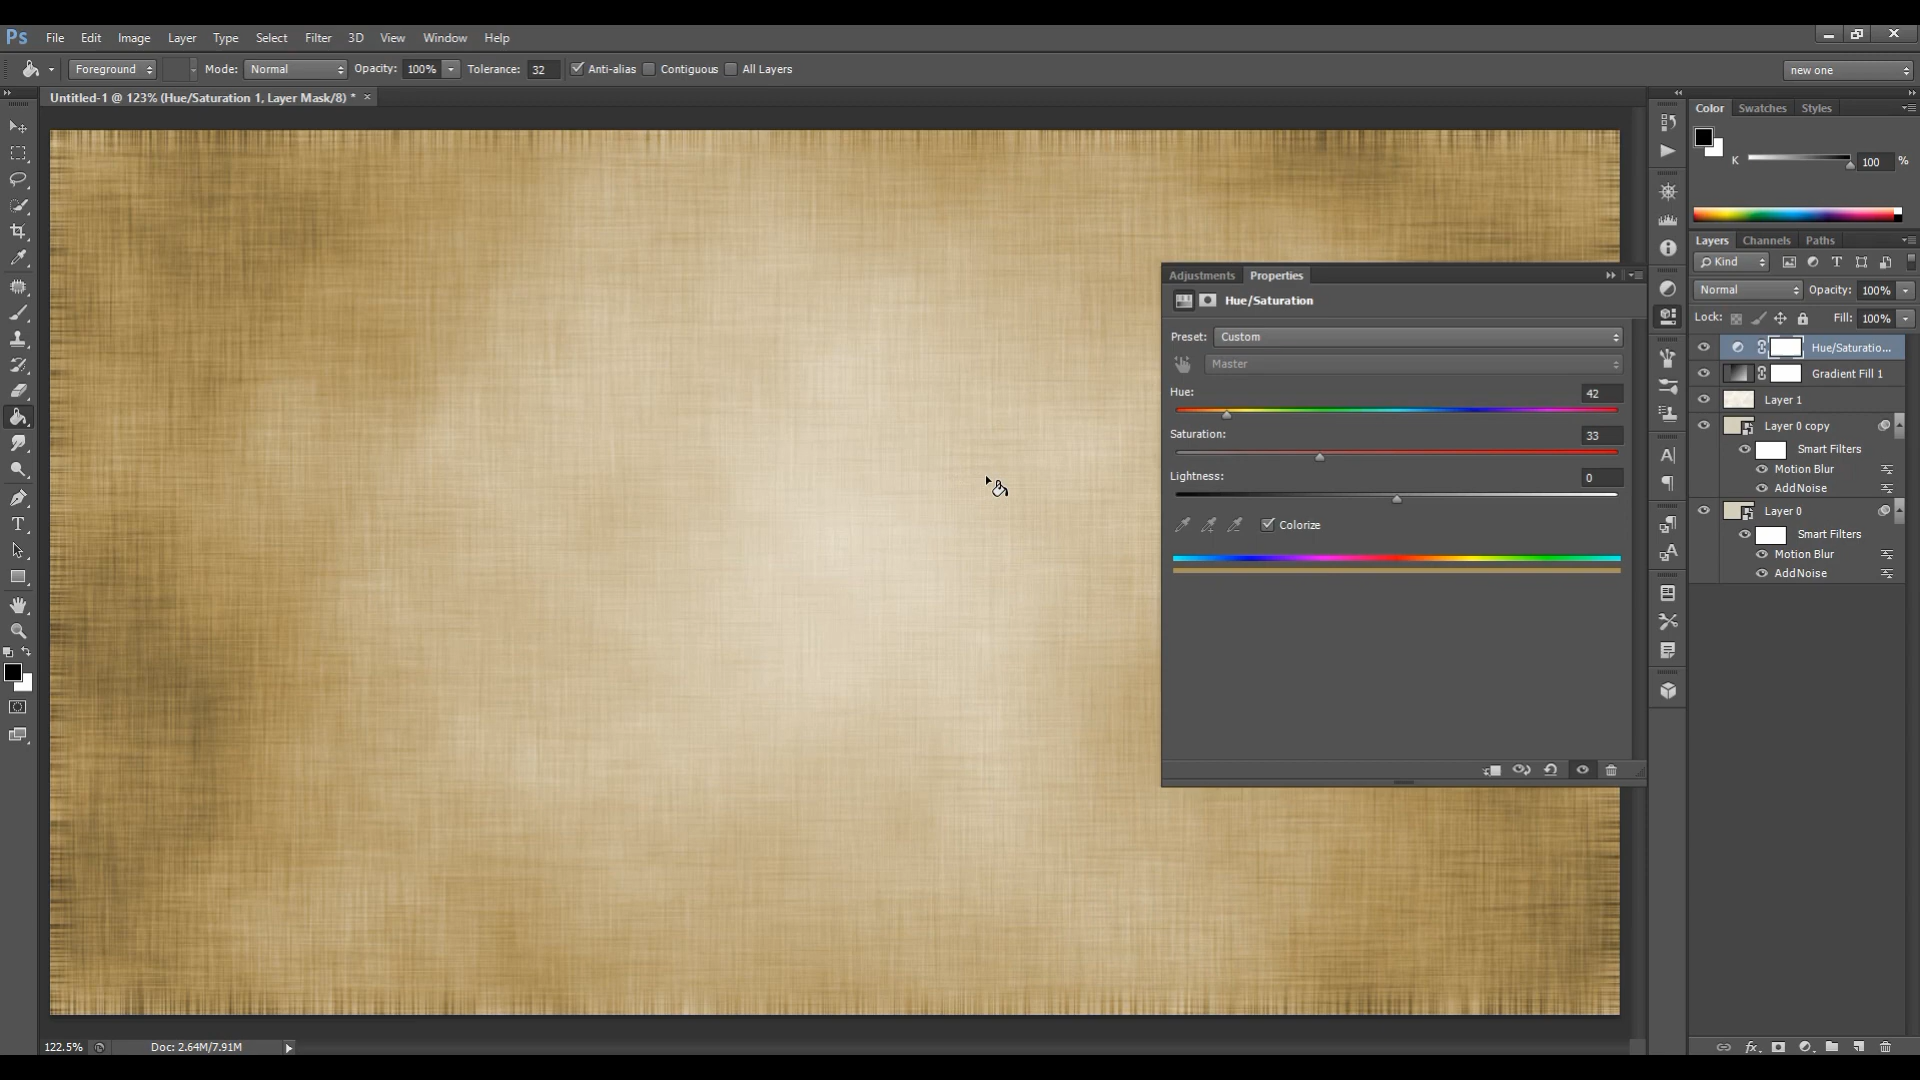 Ps File Edit Image Layer Type Select Filter 3D View Window Help
Foreground Mode: Normal Opacity: 100% Tolerance: 32 Anti-alias Contiguous All Layers new one
Untitled-1 @ 123% (Hue/Saturation 1, Layer Mask/8) * ×
Color Swatches Styles
K 100 %
Layers Channels Paths
Kind
Normal Opacity: 100%
Lock: Fill: 100%
Hue/Saturatio...
Gradient Fill 1
Layer 1
Layer 0 copy
Smart Filters
Motion Blur
Add Noise
Layer 0
Smart Filters
Motion Blur
Add Noise
Adjustments Properties
Hue/Saturation
Preset: Custom
Master
Hue: 42
Saturation: 33
Lightness: 0
Colorize
122.5% Doc: 2.64M/7.91M